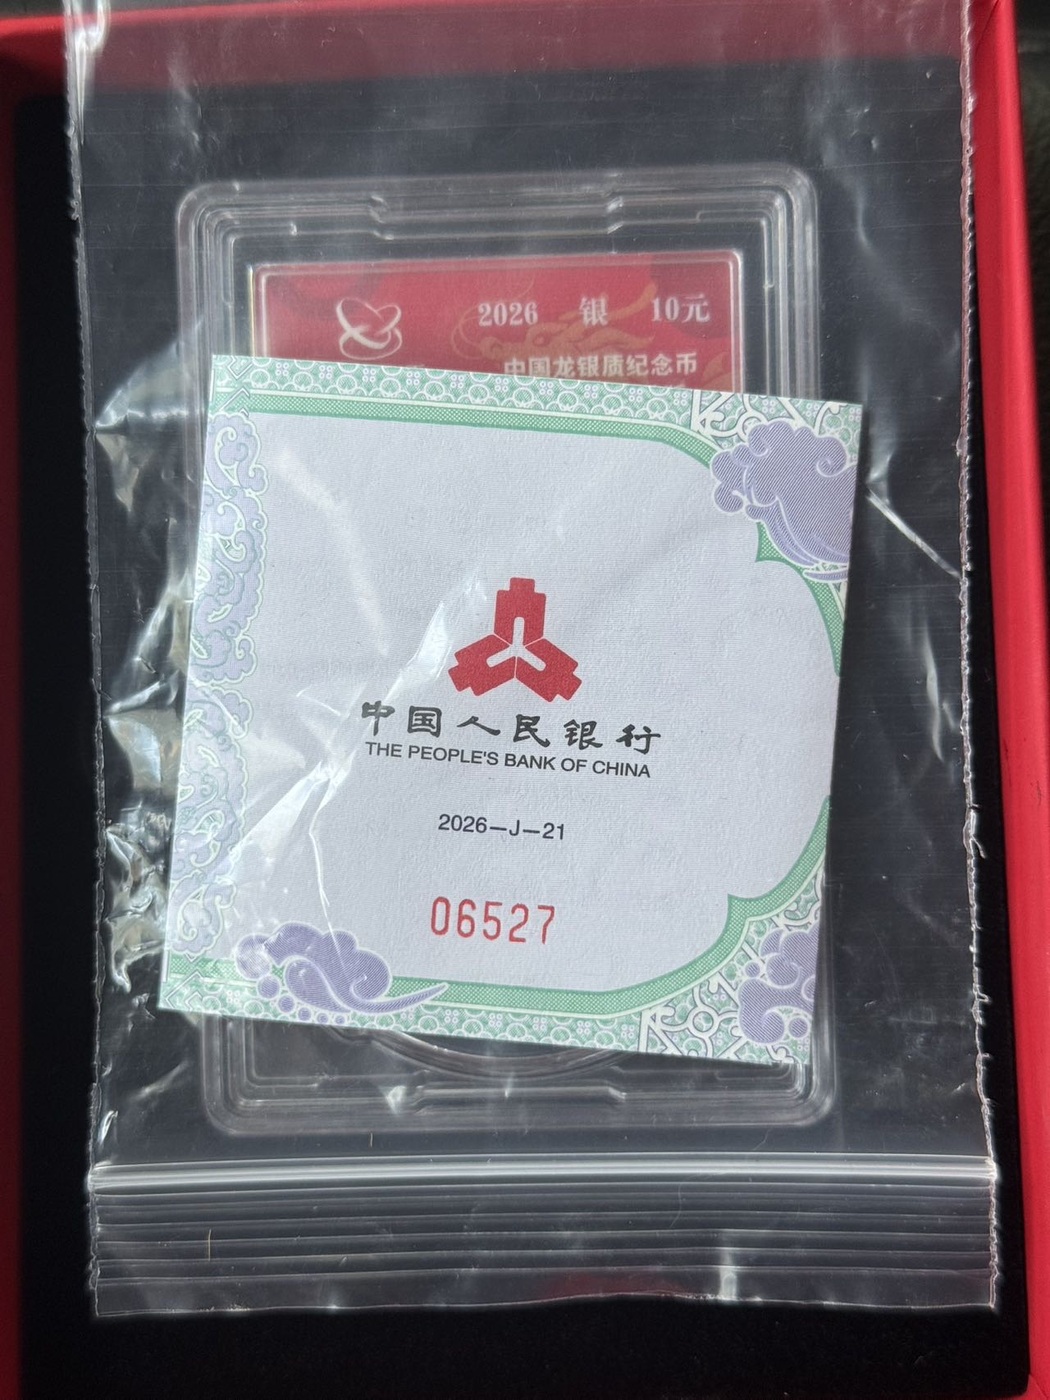 2026 银 10元
中国龙银质纪念币
中国人民银行
THE PEOPLE'S BANK OF CHINA
2026—J—21
06527